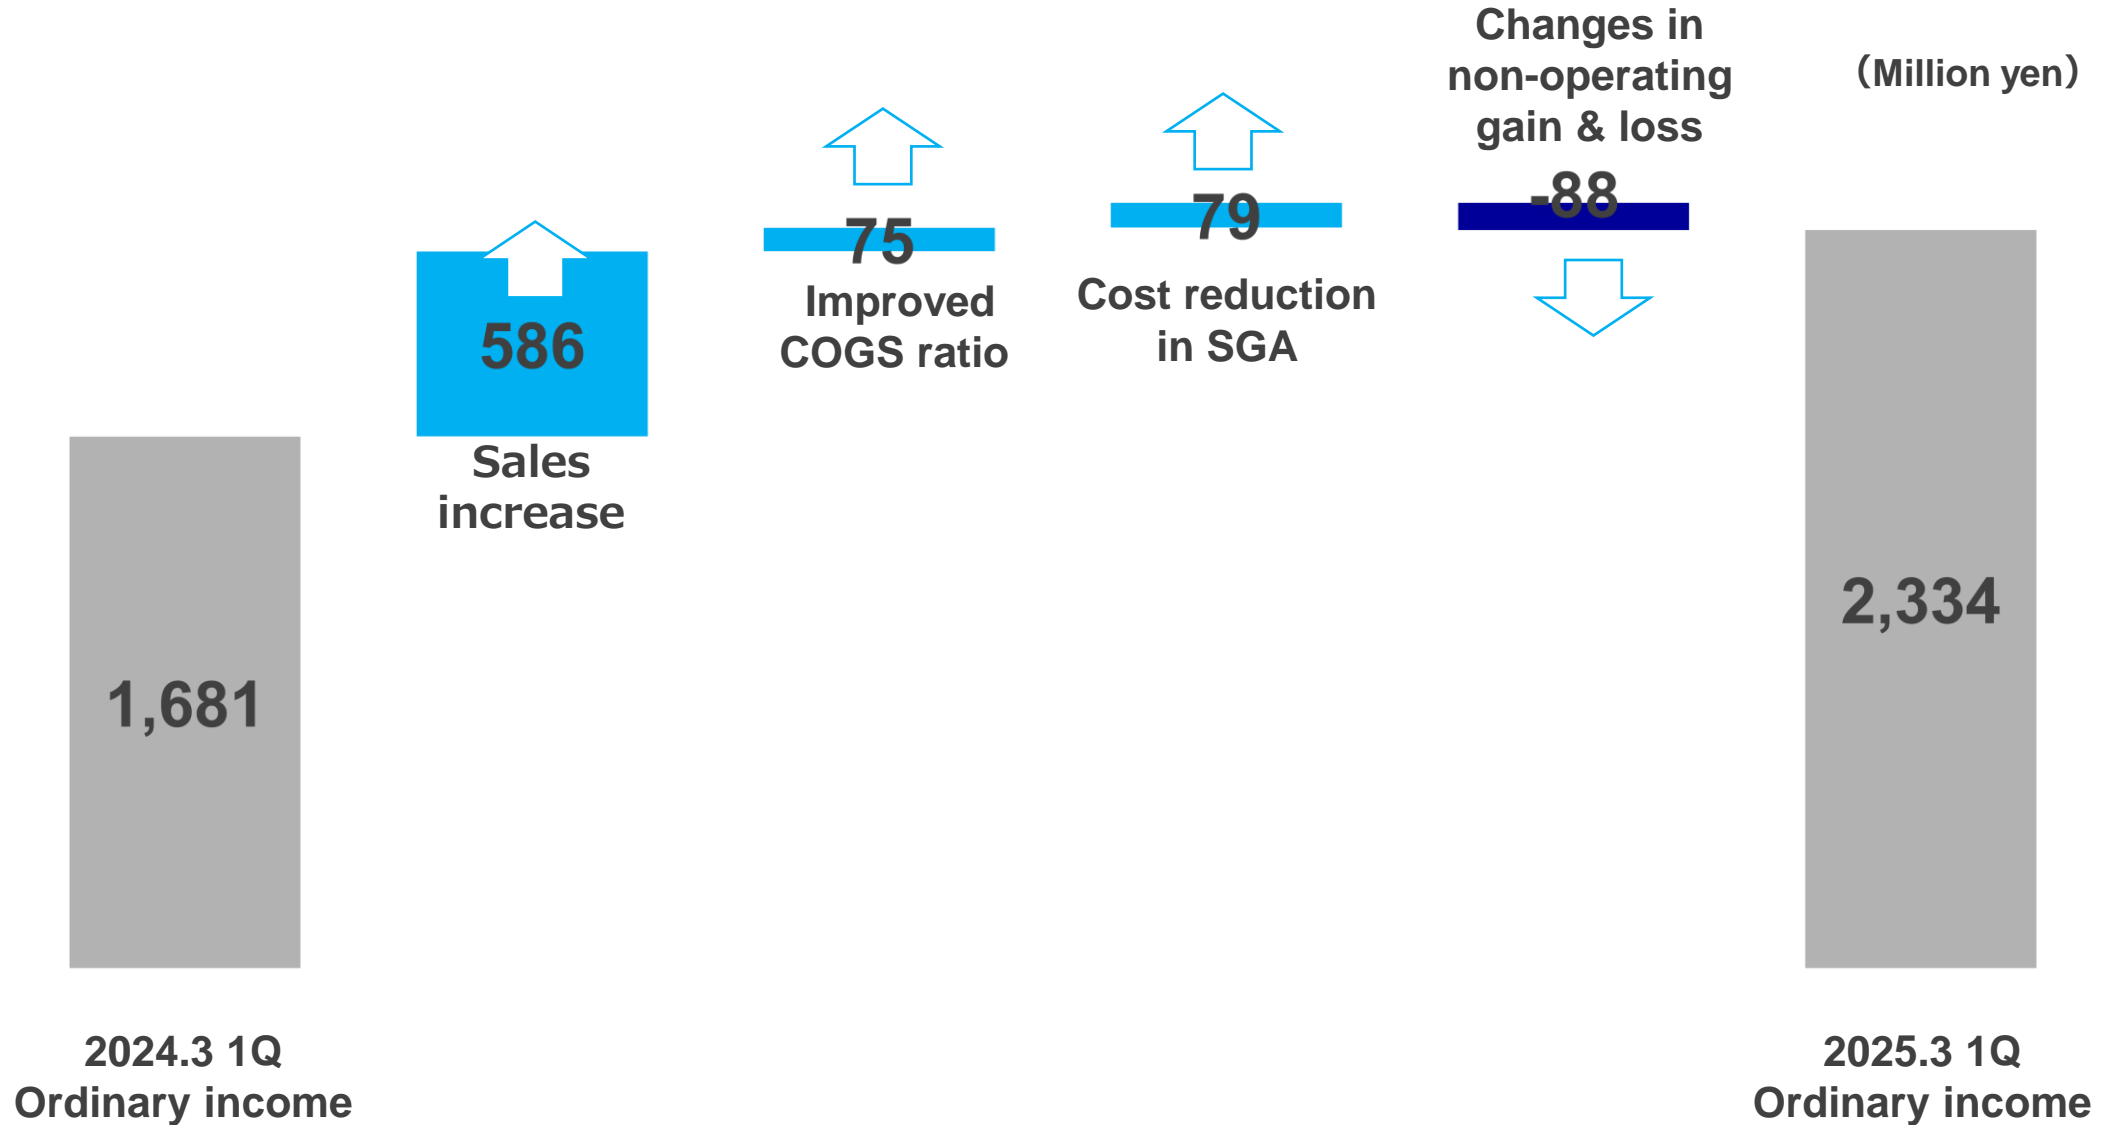 Changes in
non-operating
gain & loss
（Million yen）
-88
79
75
Improved
COGS ratio
Cost reduction
in SGA
586
Sales
increase
1,681
2,334
2024.3 1Q
Ordinary income
2025.3 1Q
Ordinary income